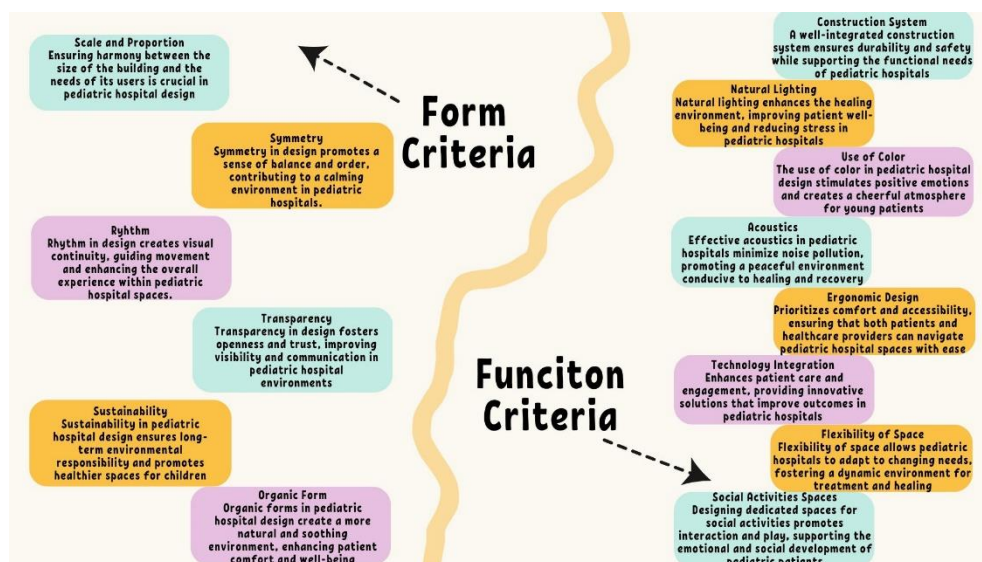 Scale and Proportion
Ensuring harmony between the
size of the building and the
needs of its users is crucial in
pediatric hospital design
Form
Criteria
Symmetry
Symmetry in design promotes a
sense of balance and order,
contributing to a calming
environment in pediatric
hospitals.
Ryhthm
Rhythm in design creates visual
continuity, guiding movement
and enhancing the overall
experience within pediatric
hospital spaces.
Transparency
Transparency in design fosters
openness and trust, improving
visibility and communication in
pediatric hospital
environments
Sustainability
Sustainability in pediatric
hospital design ensures long-
term environmental
responsibility and promotes
healthier spaces for children
Organic Form
Organic forms in pediatric
hospital design create a more
natural and soothing
environment, enhancing patient
comfort and well-being
Construction System
A well-integrated construction
system ensures durability and safety
while supporting the functional needs
of pediatric hospitals
Natural Lighting
Natural lighting enhances the healing
environment, improving patient well-
being and reducing stress in
pediatric hospitals
Use of Color
The use of color in pediatric hospital
design stimulates positive emotions
and creates a cheerful atmosphere
for young patients
Acoustics
Effective acoustics in pediatric
hospitals minimize noise pollution,
promoting a peaceful environment
conducive to healing and recovery
Ergonomic Design
Prioritizes comfort and accessibility,
ensuring that both patients and
healthcare providers can navigate
pediatric hospital spaces with ease
Funciton
Criteria
Technology Integration
Enhances patient care and
engagement, providing innovative
solutions that improve outcomes in
pediatric hospitals
Flexibility of Space
Flexibility of space allows pediatric
hospitals to adapt to changing needs,
fostering a dynamic environment for
treatment and healing
Social Activities Spaces
Designing dedicated spaces for
social activities promotes
interaction and play, supporting the
emotional and social development of
pediatric patients